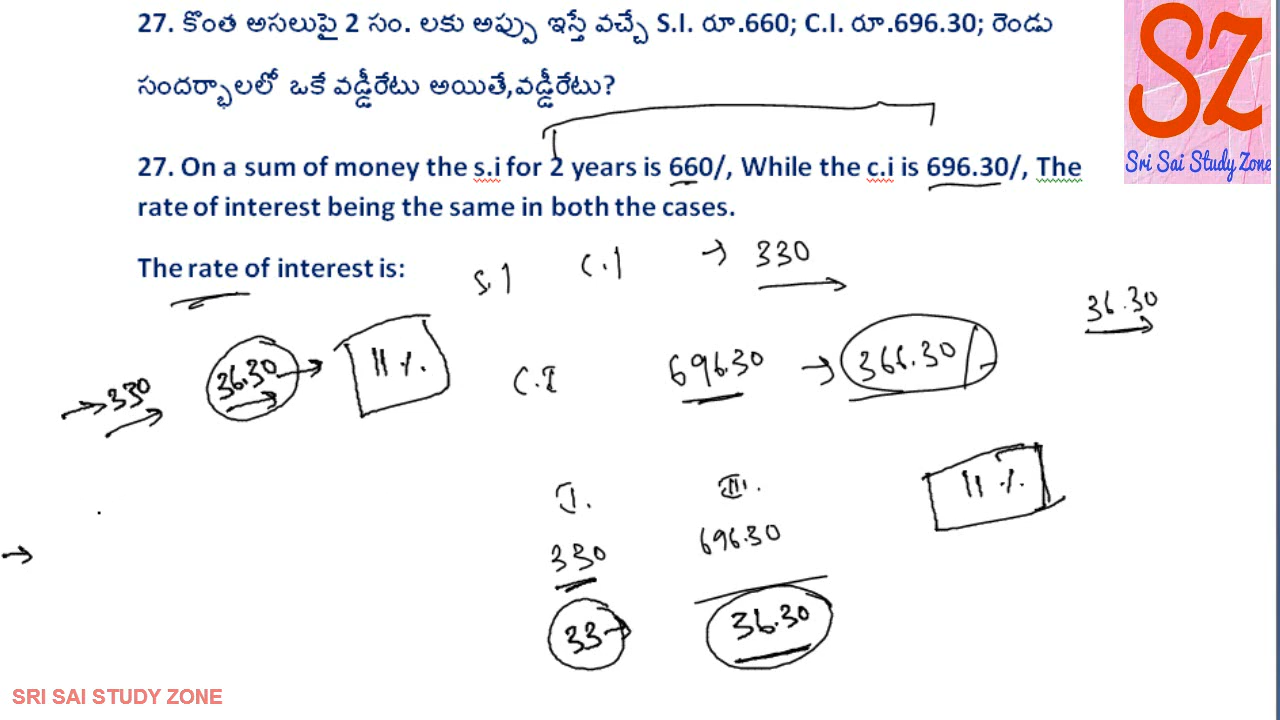 27. కొంత అసలుపై 2 సం. లకు అప్పు ఇస్తే వచ్చే S.I. రూ.660; C.I. రూ.696.30; రెండు
సందర్భాలలో ఒకే వడ్డీరేటు అయితే,వడ్డీరేటు?
SZ
Sri Sai Study Zone
27. On a sum of money the s.i for 2 years is 660/, While the c.i is 696.30/, The
rate of interest being the same in both the cases.
The rate of interest is:
S.I C.I → 330
36.30
→ 330 36.30 → 11 %. C.I 696.30 → 366.30/
I. II. 11 %
330 696.30
→
33 → 36.30
SRI SAI STUDY ZONE